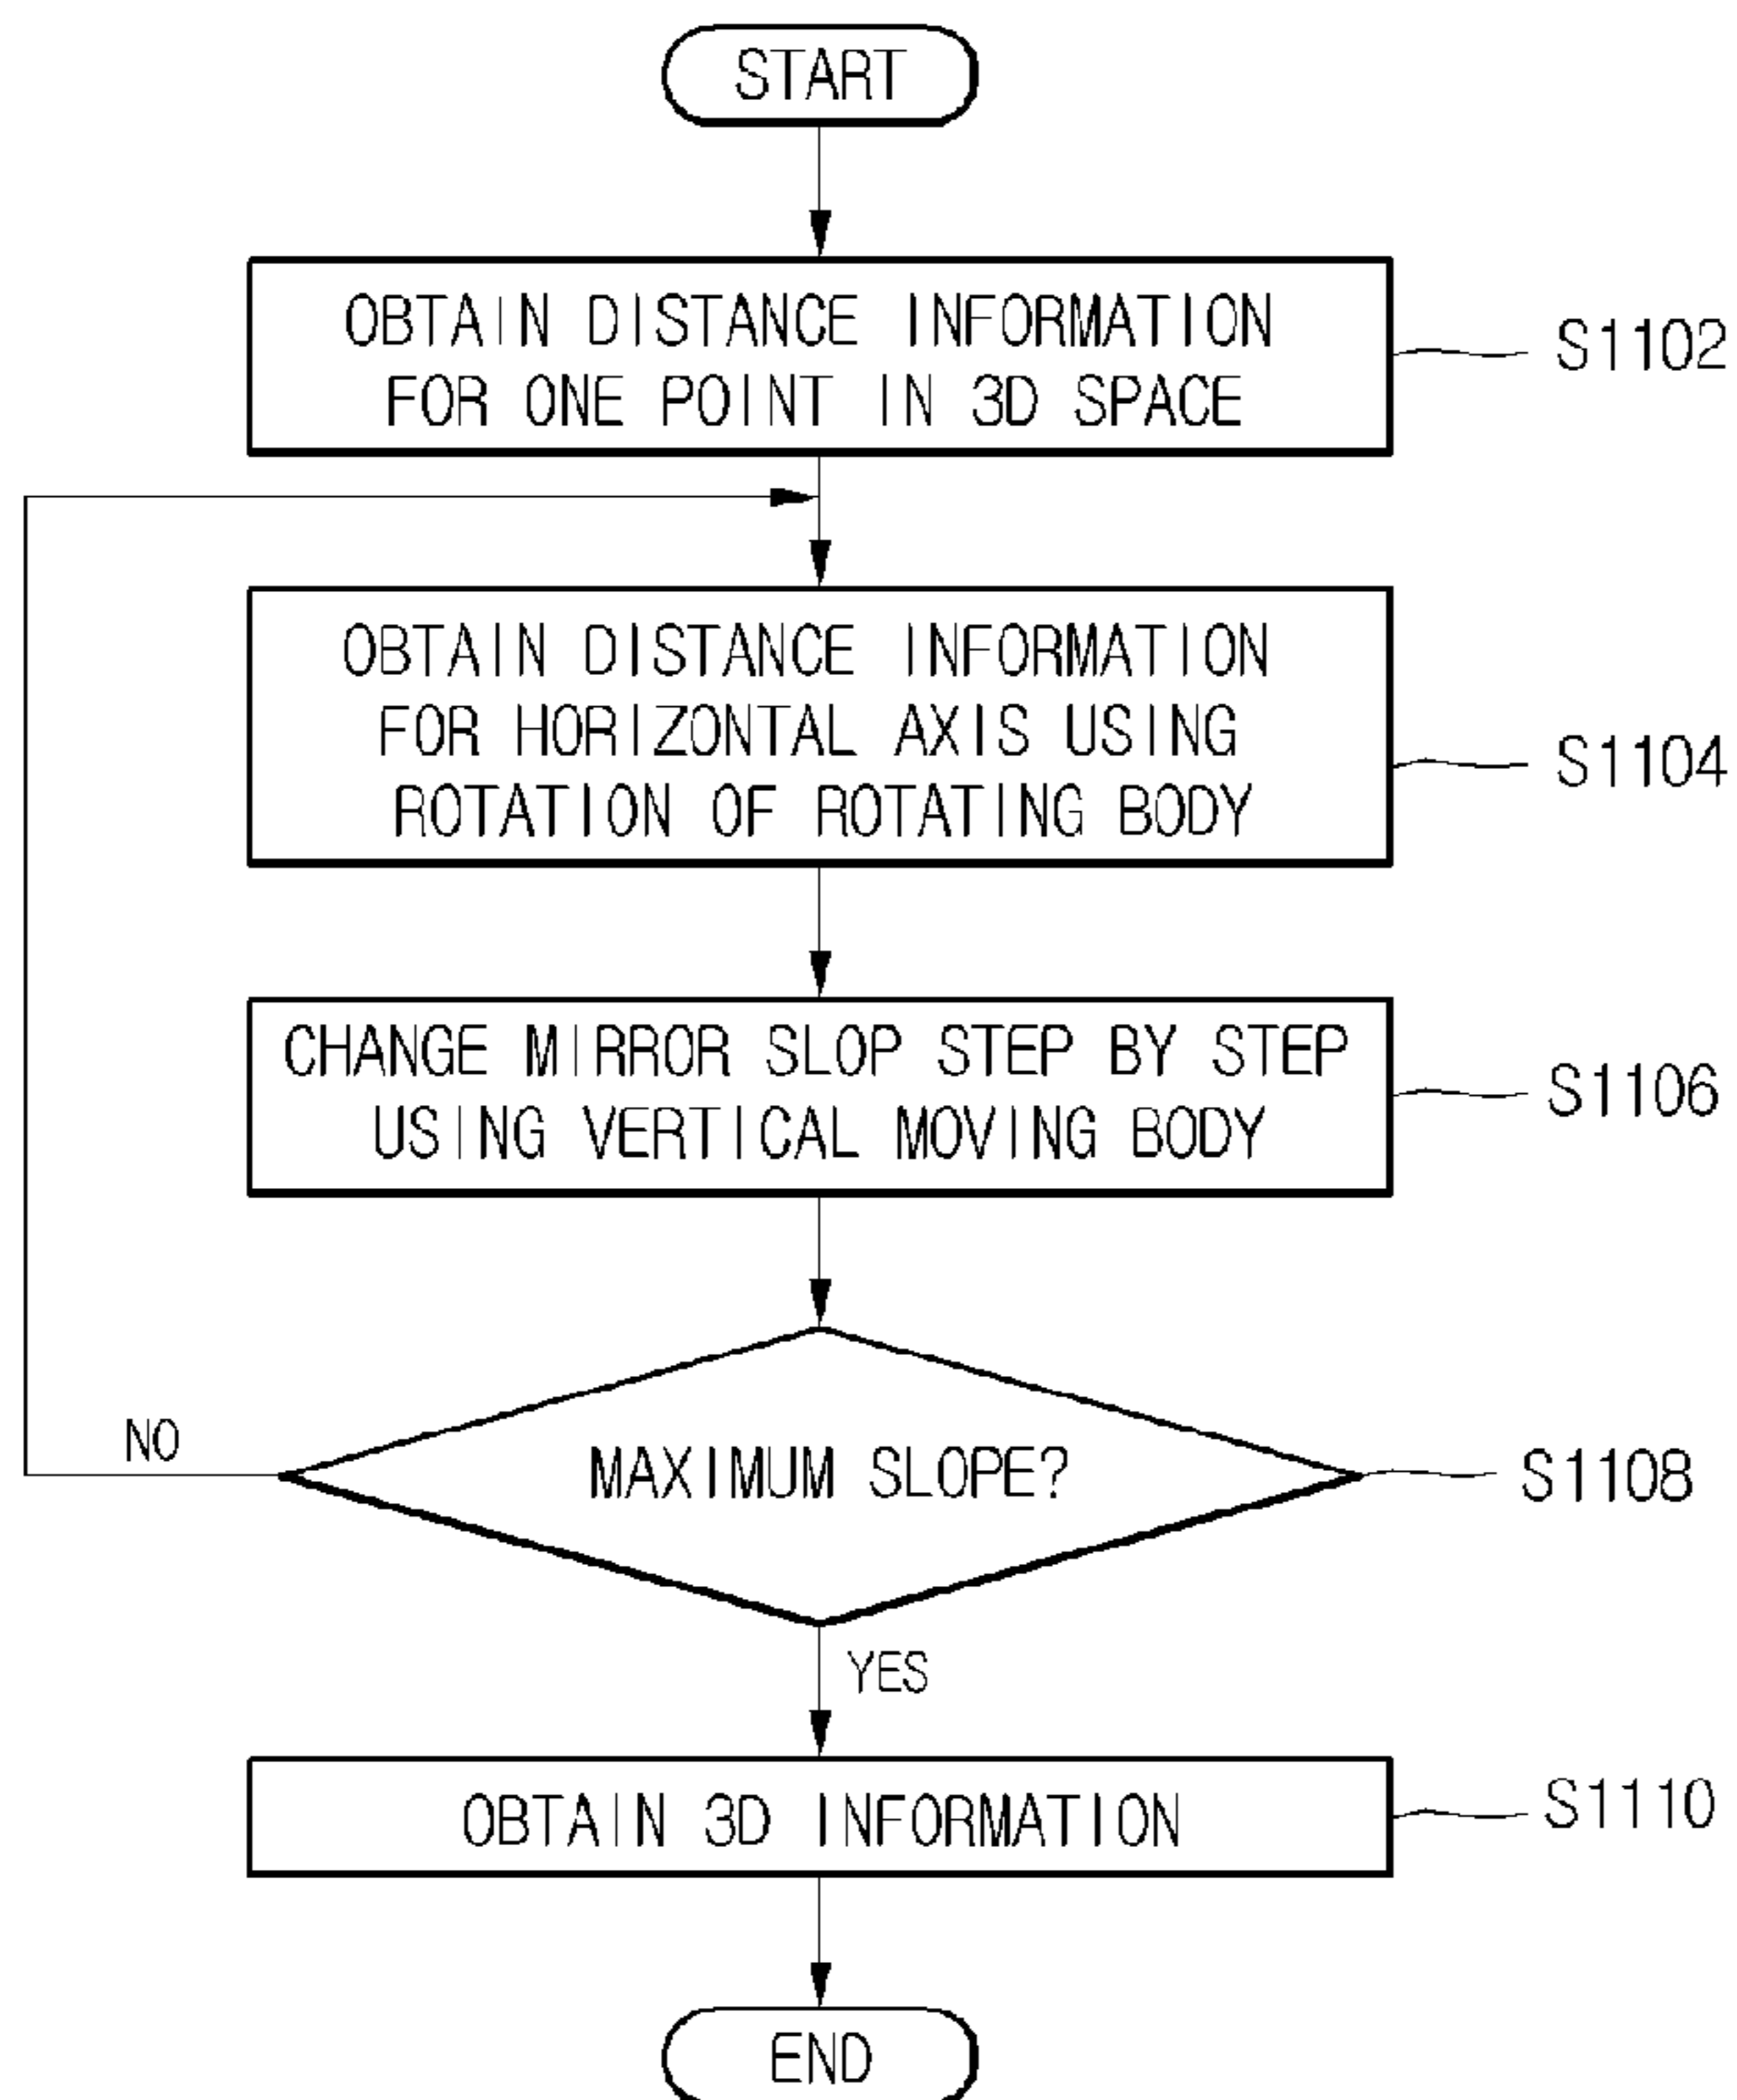 START
OBTAIN DISTANCE INFORMATION
FOR ONE POINT IN 3D SPACE
S1102
OBTAIN DISTANCE INFORMATION
FOR HORIZONTAL AXIS USING
ROTATION OF ROTATING BODY
S1104
CHANGE MIRROR SLOP STEP BY STEP
USING VERTICAL MOVING BODY
S1106
NO
MAXIMUM SLOPE?
S1108
YES
OBTAIN 3D INFORMATION
S1110
END